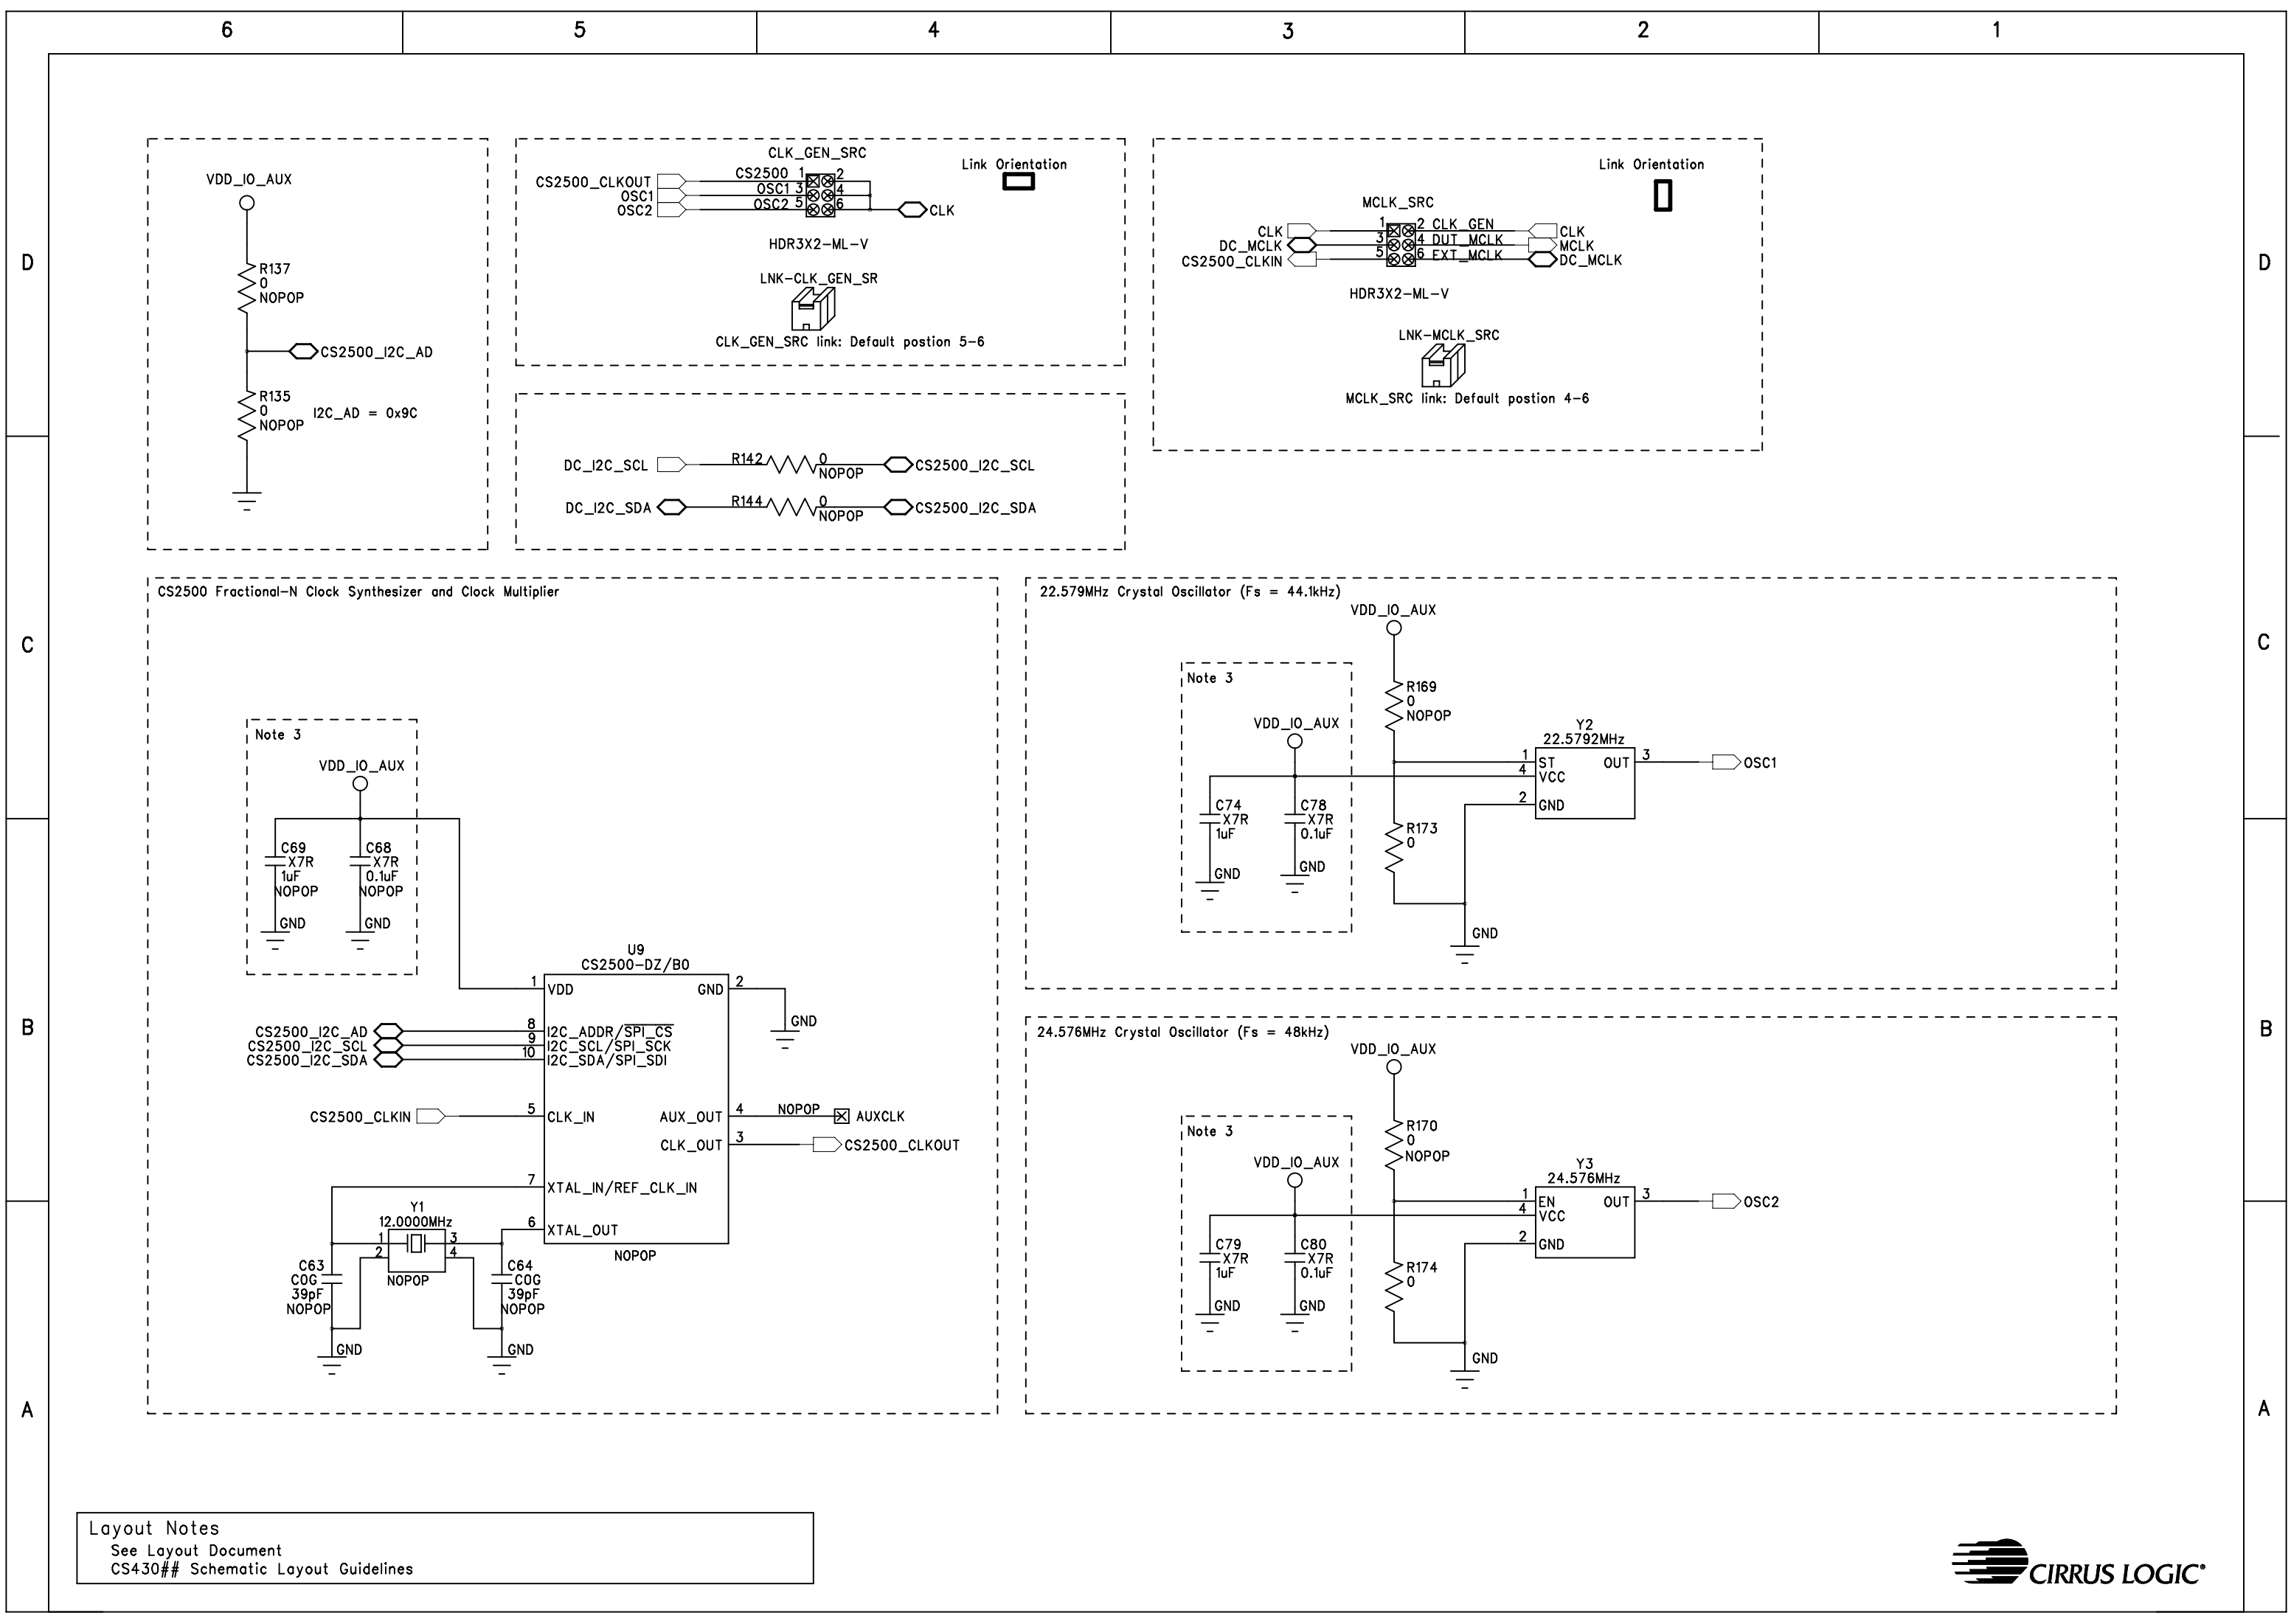 6 5 4 3 2 1
D
C
B
A
D
C
B
A
VDD_IO_AUX
R137
0
NOPOP
CS2500_I2C_AD
R135
0
NOPOP
I2C_AD = 0x9C
CLK_GEN_SRC
Link Orientation
CS2500_CLKOUT CS2500 1 2
OSC1 OSC1 3 4
OSC2 OSC2 5 6 CLK
HDR3X2-ML-V
LNK-CLK_GEN_SR
CLK_GEN_SRC link: Default postion 5-6
Link Orientation
MCLK_SRC
CLK 1 2 CLK_GEN CLK
DC_MCLK 3 4 DUT_MCLK MCLK
CS2500_CLKIN 5 6 EXT_MCLK DC_MCLK
HDR3X2-ML-V
LNK-MCLK_SRC
MCLK_SRC link: Default postion 4-6
DC_I2C_SCL R142 0 CS2500_I2C_SCL
NOPOP
DC_I2C_SDA R144 0 CS2500_I2C_SDA
NOPOP
CS2500 Fractional-N Clock Synthesizer and Clock Multiplier
Note 3
VDD_IO_AUX
C69
X7R
1uF
NOPOP
GND
C68
X7R
0.1uF
NOPOP
GND
U9
CS2500-DZ/B0
1 VDD GND 2
GND
CS2500_I2C_AD 8 I2C_ADDR/SPI_CS
CS2500_I2C_SCL 9 I2C_SCL/SPI_SCK
CS2500_I2C_SDA 10 I2C_SDA/SPI_SDI
CS2500_CLKIN 5 CLK_IN AUX_OUT 4 NOPOP AUXCLK
CLK_OUT 3 CS2500_CLKOUT
7 XTAL_IN/REF_CLK_IN
6 XTAL_OUT
NOPOP
Y1
12.0000MHz
1 3
2 4
NOPOP
C63
C0G
39pF
NOPOP
GND
C64
C0G
39pF
NOPOP
GND
22.579MHz Crystal Oscillator (Fs = 44.1kHz)
VDD_IO_AUX
R169
0
NOPOP
Note 3
VDD_IO_AUX
C74
X7R
1uF
GND
C78
X7R
0.1uF
GND
R173
0
GND
Y2
22.5792MHz
1 ST OUT 3 OSC1
4 VCC
2 GND
24.576MHz Crystal Oscillator (Fs = 48kHz)
VDD_IO_AUX
R170
0
NOPOP
Note 3
VDD_IO_AUX
C79
X7R
1uF
GND
C80
X7R
0.1uF
GND
R174
0
GND
Y3
24.576MHz
1 EN OUT 3 OSC2
4 VCC
2 GND
Layout Notes
See Layout Document
CS430## Schematic Layout Guidelines
CIRRUS LOGIC®